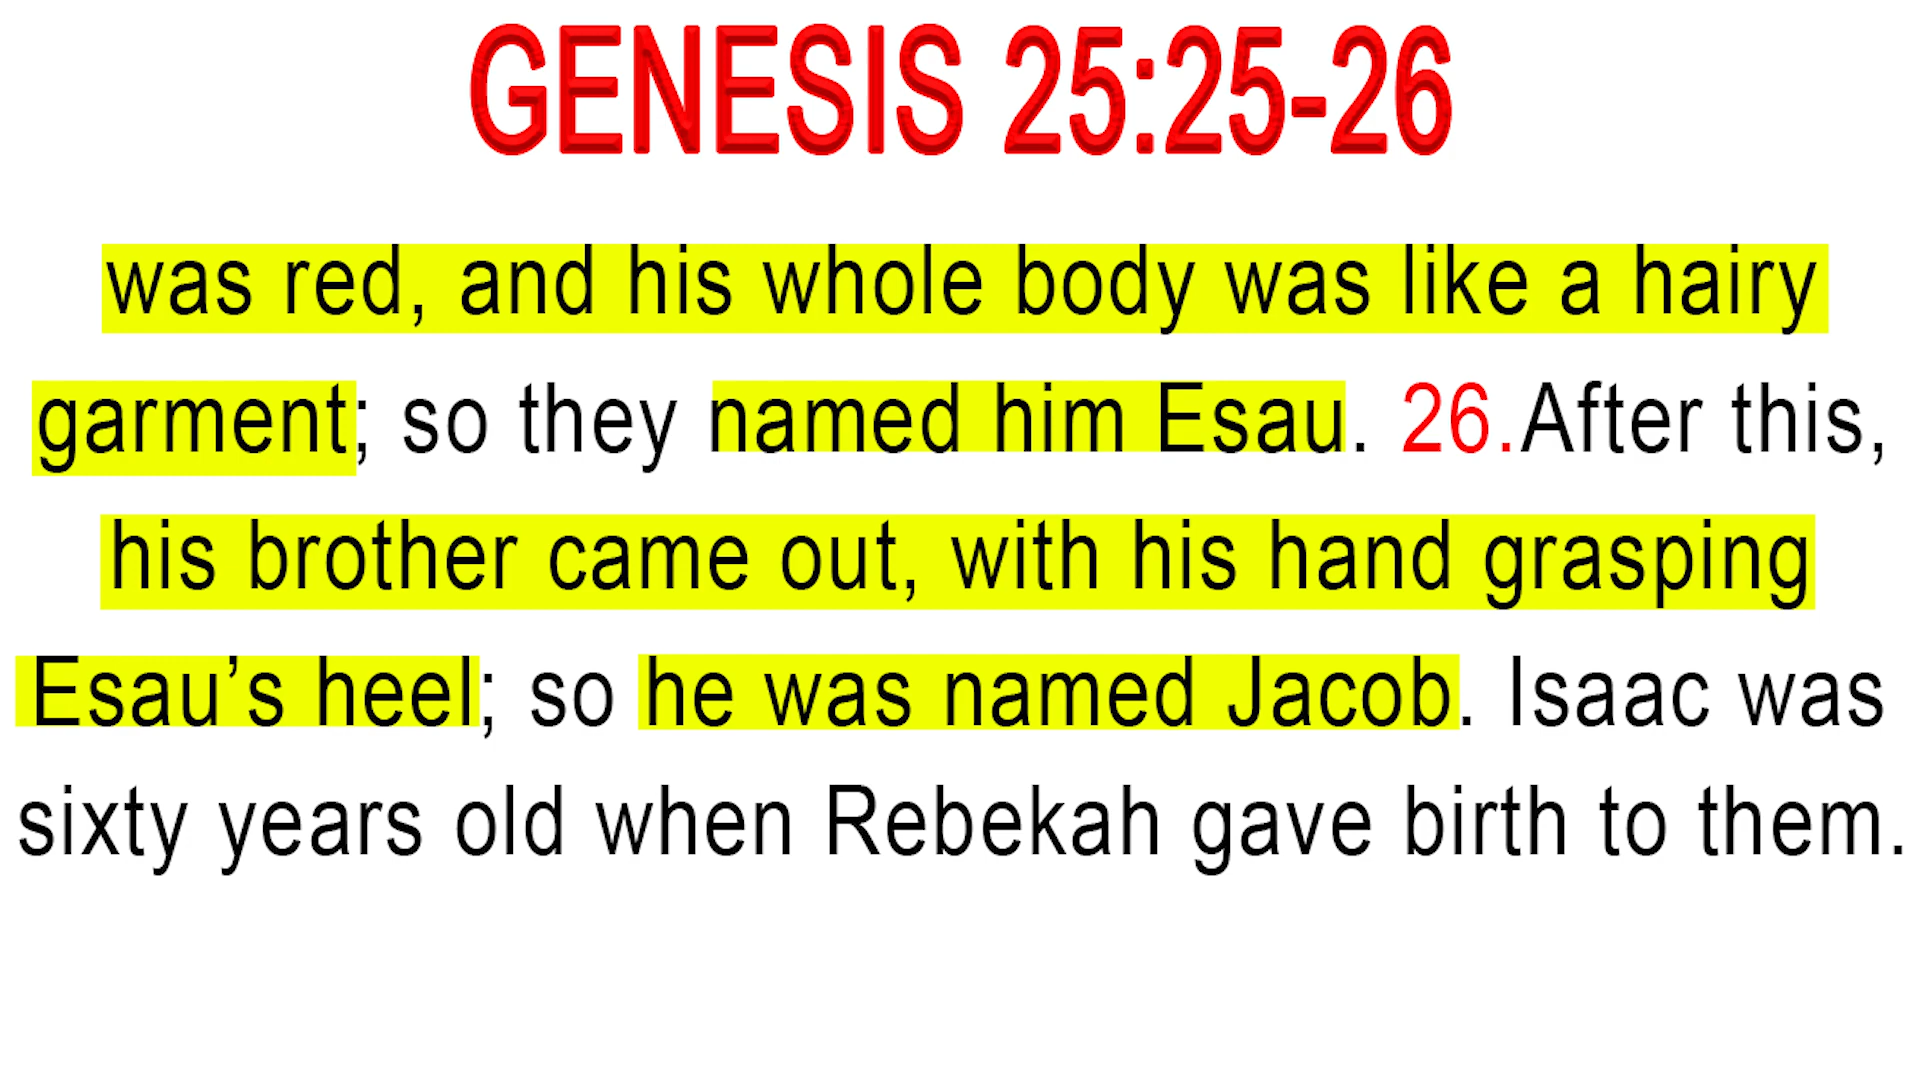 GENESIS 25:25-26
was red, and his whole body was like a hairy
garment; so they named him Esau. 26.After this,
his brother came out, with his hand grasping
Esau’s heel; so he was named Jacob. Isaac was
sixty years old when Rebekah gave birth to them.